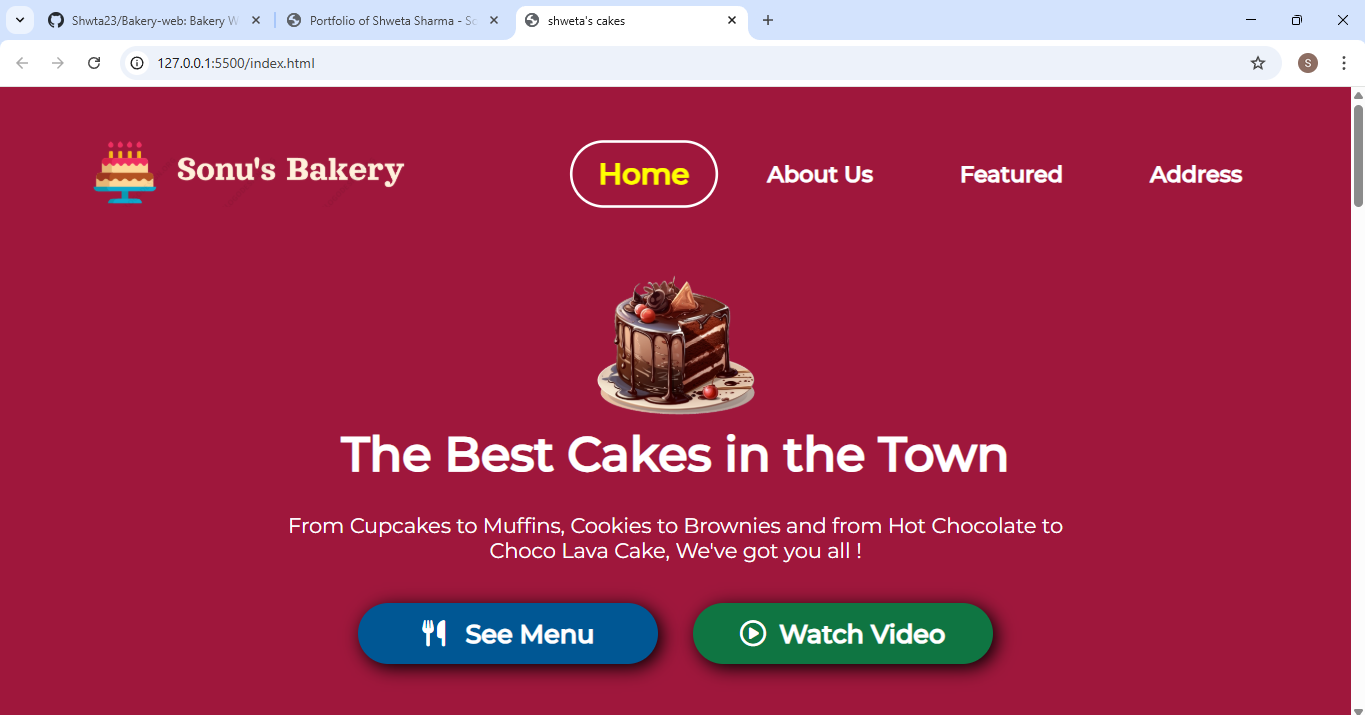 Shwta23/Bakery-web: Bakery W
Portfolio of Shweta Sharma - So
shweta's cakes
127.0.0.1:5500/index.html
S
Sonu's Bakery
Home
About Us
Featured
Address
The Best Cakes in the Town
From Cupcakes to Muffins, Cookies to Brownies and from Hot Chocolate to
Choco Lava Cake, We've got you all !
See Menu
Watch Video